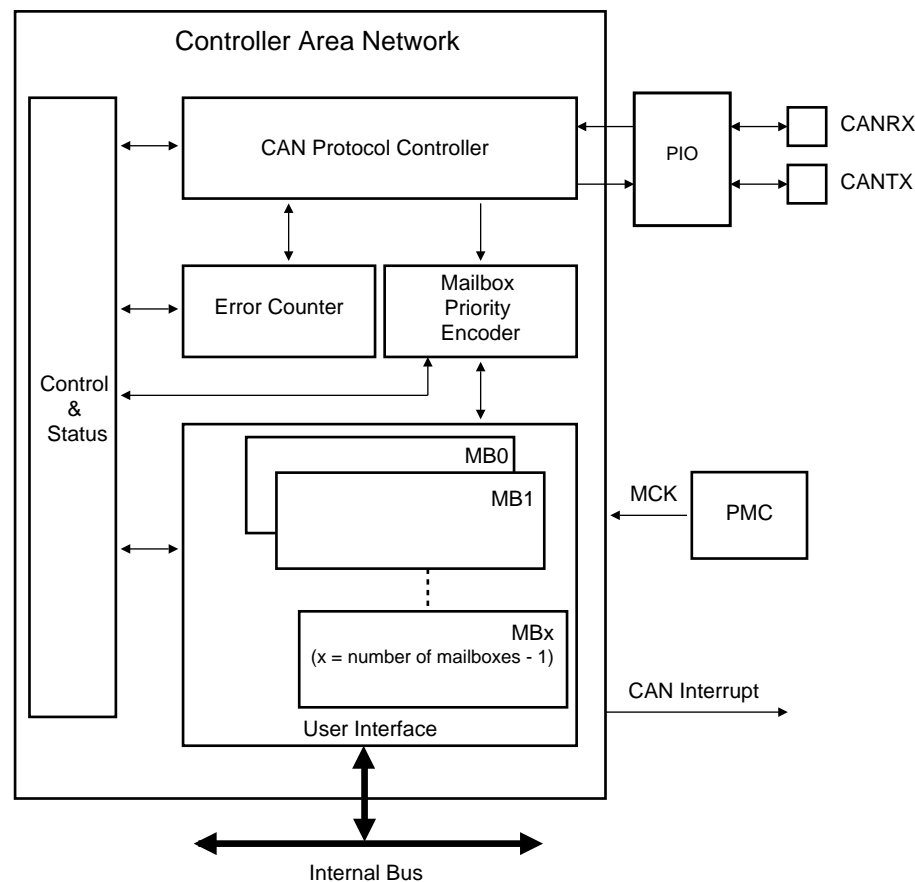 Controller Area Network
CAN Protocol Controller
PIO
CANRX
CANTX
Error Counter
Mailbox
Priority
Encoder
Control
&
Status
MB0
MB1
MCK
PMC
MBx
(x = number of mailboxes - 1)
CAN Interrupt
User Interface
Internal Bus